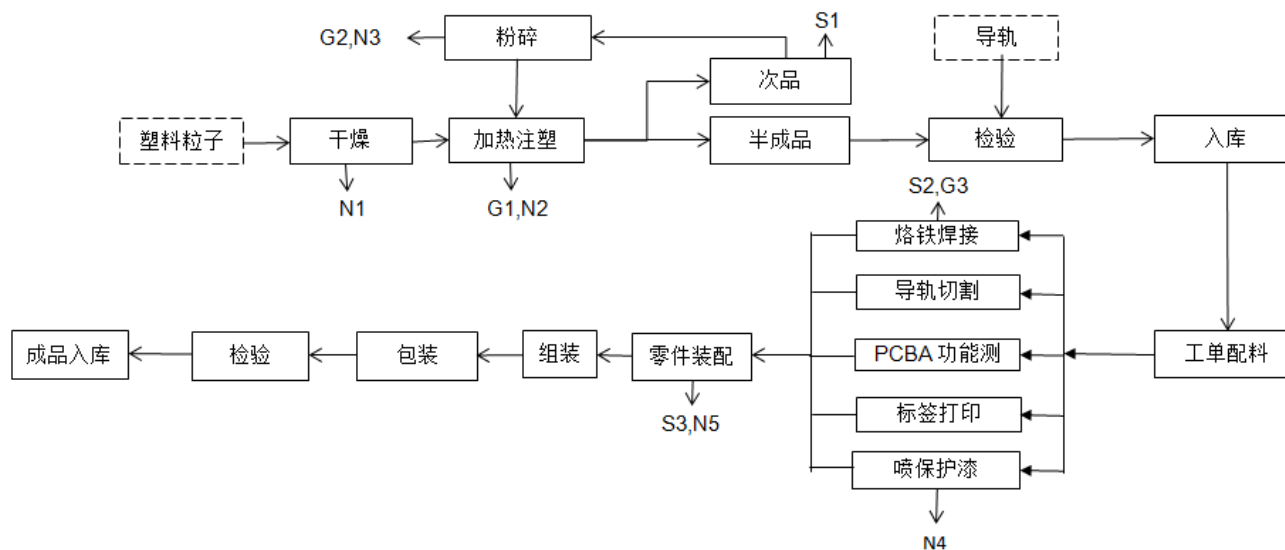 S1
G2,N3
粉碎
导轨
次品
塑料粒子
干燥
加热注塑
半成品
检验
入库
N1
G1,N2
S2,G3
烙铁焊接
导轨切割
成品入库
检验
包装
组装
零件装配
PCBA 功能测
工单配料
S3,N5
标签打印
喷保护漆
N4